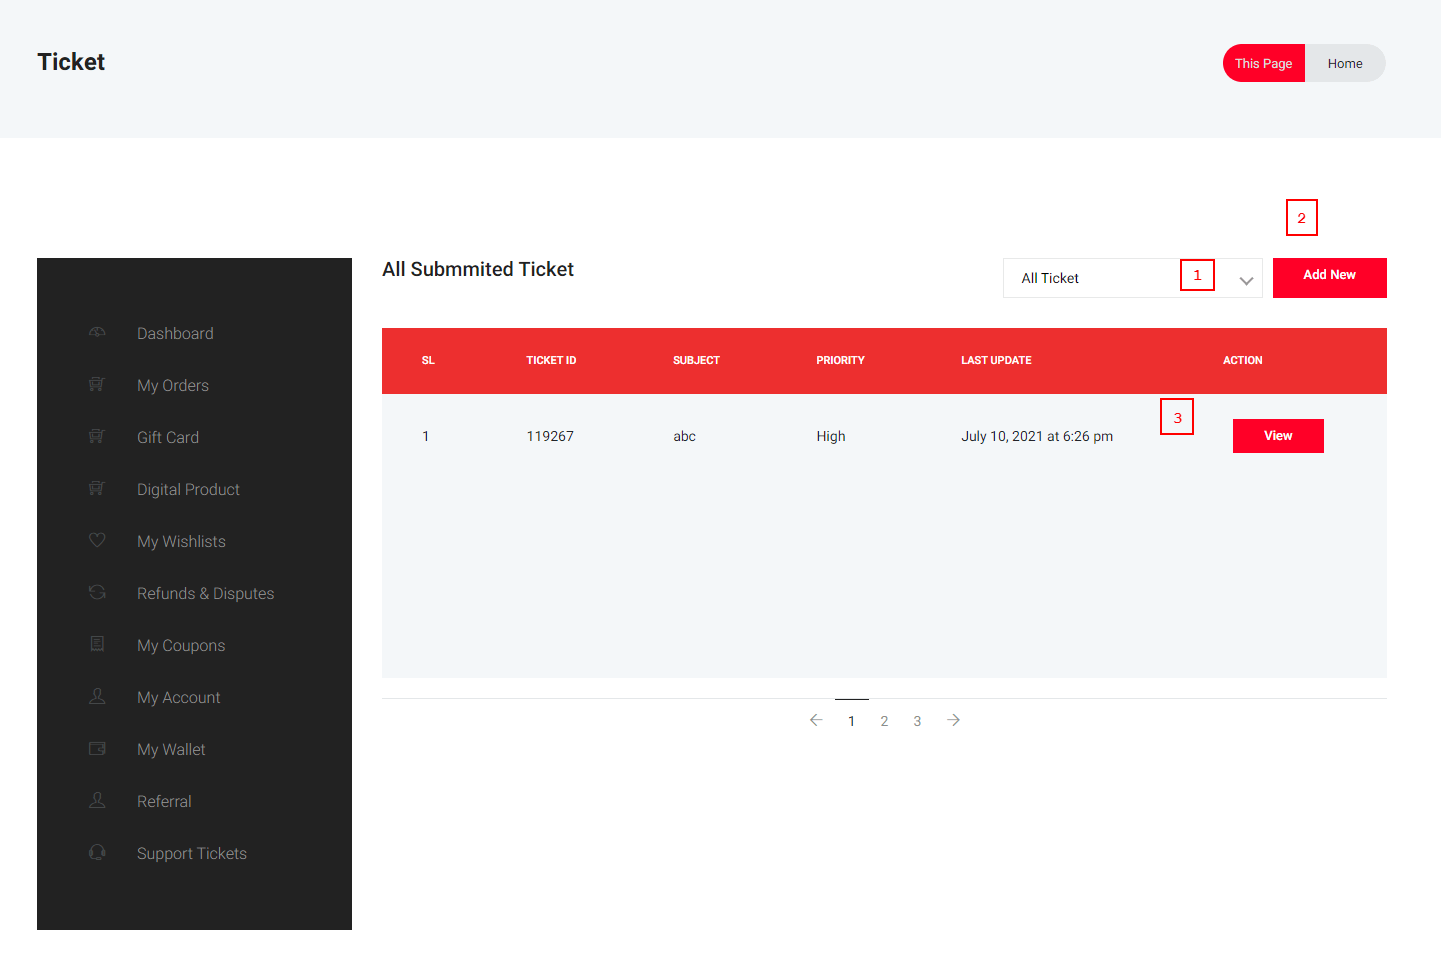 Ticket
This Page Home
2
All Submmited Ticket
All Ticket 1
Add New
SL TICKET ID SUBJECT PRIORITY LAST UPDATE ACTION
3
1 119267 abc High July 10, 2021 at 6:26 pm View
1 2 3
Dashboard
My Orders
Gift Card
Digital Product
My Wishlists
Refunds & Disputes
My Coupons
My Account
My Wallet
Referral
Support Tickets